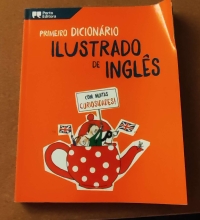 Porto
Editora
PRIMEIRO DICIONÁRIO
ILUSTRADO
DE INGLÊS
COM MUITAS
CURIOSIDADES!